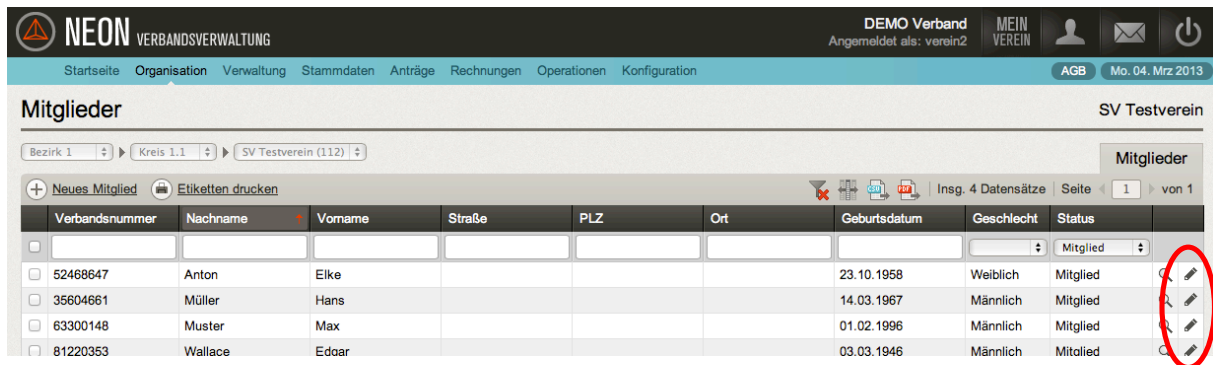 NEON VERBANDSVERWALTUNG
DEMO Verband
Angemeldet als: verein2
MEIN VEREIN
Startseite Organisation Verwaltung Stammdaten Anträge Rechnungen Operationen Konfiguration AGB Mo. 04. Mrz 2013
Mitglieder SV Testverein
Bezirk 1 Kreis 1.1 SV Testverein (112) Mitglieder
Neues Mitglied Etiketten drucken CSV PDF Insg. 4 Datensätze Seite 1 von 1
Verbandsnummer Nachname Vorname Straße PLZ Ort Geburtsdatum Geschlecht Status
Mitglied
52468647 Anton Elke 23.10.1958 Weiblich Mitglied
35604661 Müller Hans 14.03.1967 Männlich Mitglied
63300148 Muster Max 01.02.1996 Männlich Mitglied
81220353 Wallace Edgar 03.03.1946 Männlich Mitglied